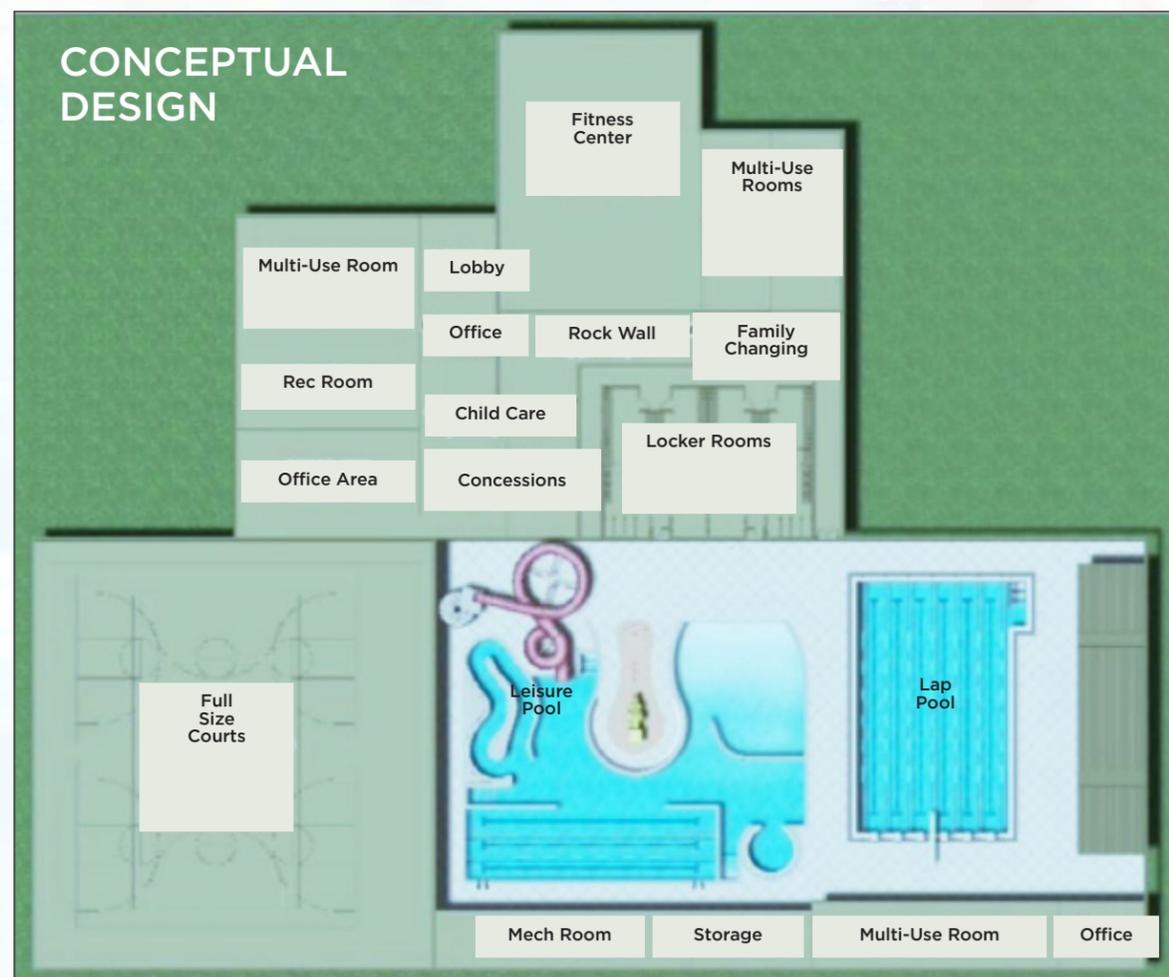 CONCEPTUAL
DESIGN
Fitness
Center
Multi-Use
Rooms
Multi-Use Room
Lobby
Office
Rock Wall
Family
Changing
Rec Room
Child Care
Locker Rooms
Office Area
Concessions
Full
Size
Courts
Leisure
Pool
Lap
Pool
Mech Room
Storage
Multi-Use Room
Office